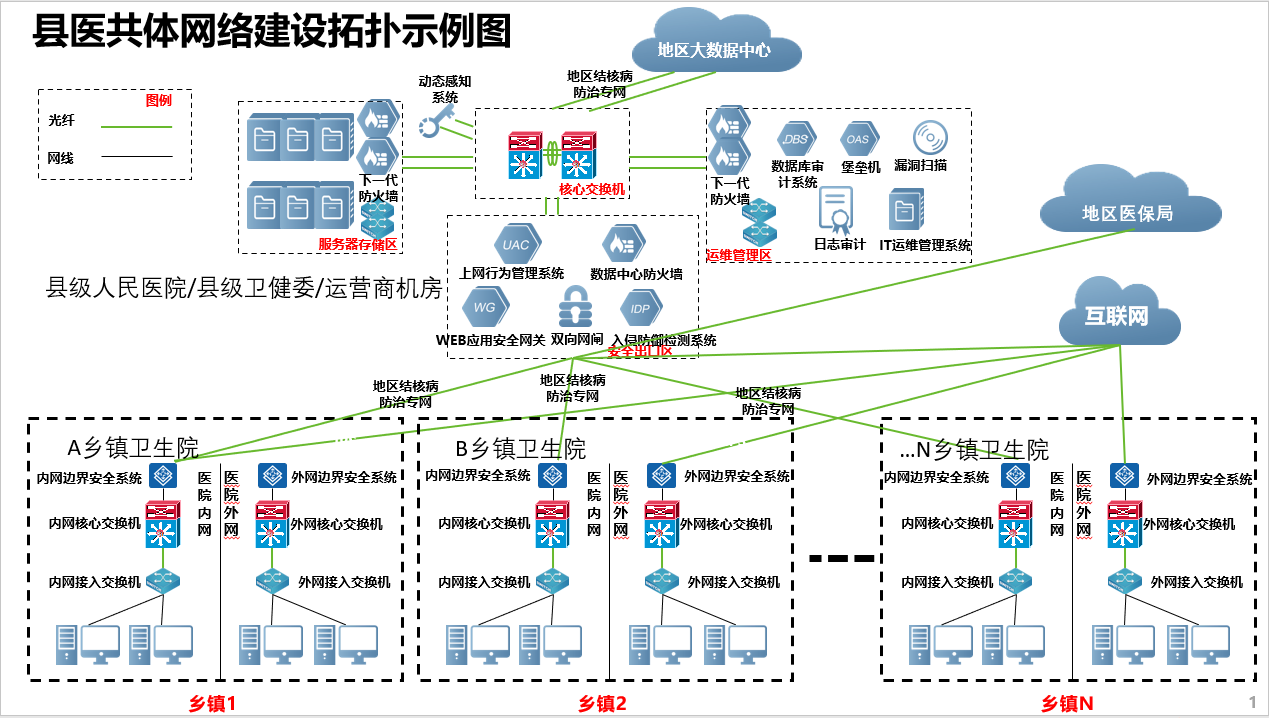 县医共体网络建设拓扑示例图
地区大数据中心
图例
光纤
网线
动态感知
系统
地区结核病
防治专网
下一代
防火墙
服务器存储区
核心交换机
下一代
防火墙
DBS
数据库审
计系统
OAS
堡垒机
漏洞扫描
日志审计
IT运维管理系统
运维管理区
地区医保局
UAC
上网行为管理系统
数据中心防火墙
WG
WEB应用安全网关
双向网闸
IDP
入侵防御检测系统
安全出口区
县级人民医院/县级卫健委/运营商机房
互联网
地区结核病
防治专网
地区结核病
防治专网
地区结核病
防治专网
A乡镇卫生院
内网边界安全系统
医院内网
医院外网
外网边界安全系统
内网核心交换机
外网核心交换机
内网接入交换机
外网接入交换机
乡镇1
B乡镇卫生院
内网边界安全系统
医院内网
医院外网
外网边界安全系统
内网核心交换机
外网核心交换机
内网接入交换机
外网接入交换机
乡镇2
...N乡镇卫生院
内网边界安全系统
医院内网
医院外网
外网边界安全系统
内网核心交换机
外网核心交换机
内网接入交换机
外网接入交换机
乡镇N
1